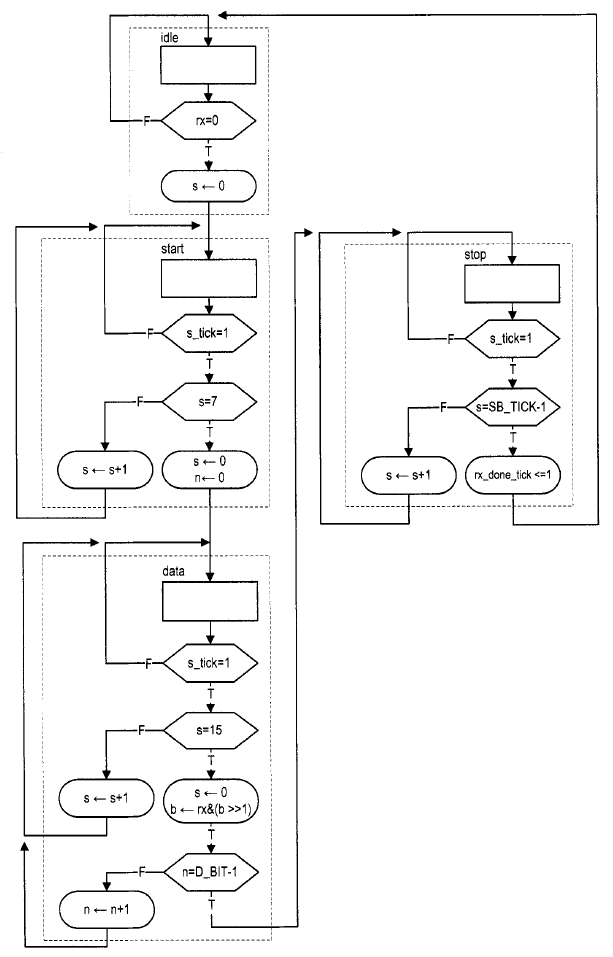 idle
rx=0
F
T
s ← 0
start
s_tick=1
F
T
s=7
F
T
s ← s+1
s ← 0
n← 0
data
s_tick=1
F
T
s=15
F
T
s ← s+1
s ← 0
b ← rx&(b >>1)
T
n=D_BIT-1
F
T
n ← n+1
stop
s_tick=1
F
T
s=SB_TICK-1
F
T
s ← s+1
rx_done_tick <=1